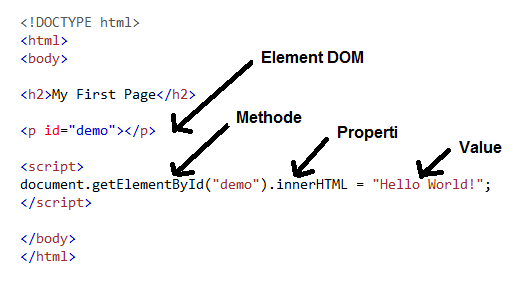 <!DOCTYPE html>
<html>
<body>
Element DOM
<h2>My First Page</h2>
Methode
<p id="demo"></p>
Properti
Value
<script>
document.getElementById("demo").innerHTML = "Hello World!";
</script>
</body>
</html>